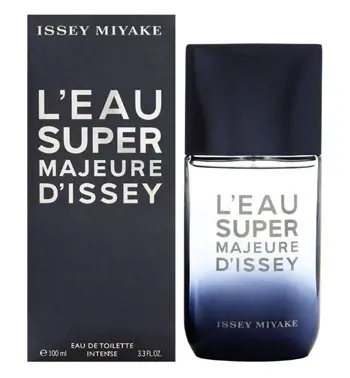 ISSEY MIYAKE
L'EAU
SUPER
MAJEURE
D'ISSEY
EAU DE TOILETTE
INTENSE
℮ 100 ml
3.3 FL.OZ.
L'EAU
SUPER
MAJEURE
D'ISSEY
ISSEY MIYAKE